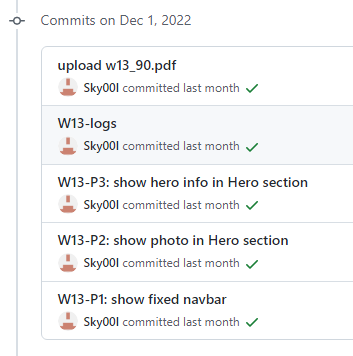 Commits on Dec 1, 2022
upload w13_90.pdf
Sky00l committed last month
W13-logs
Sky00l committed last month
W13-P3: show hero info in Hero section
Sky00l committed last month
W13-P2: show photo in Hero section
Sky00l committed last month
W13-P1: show fixed navbar
Sky00l committed last month